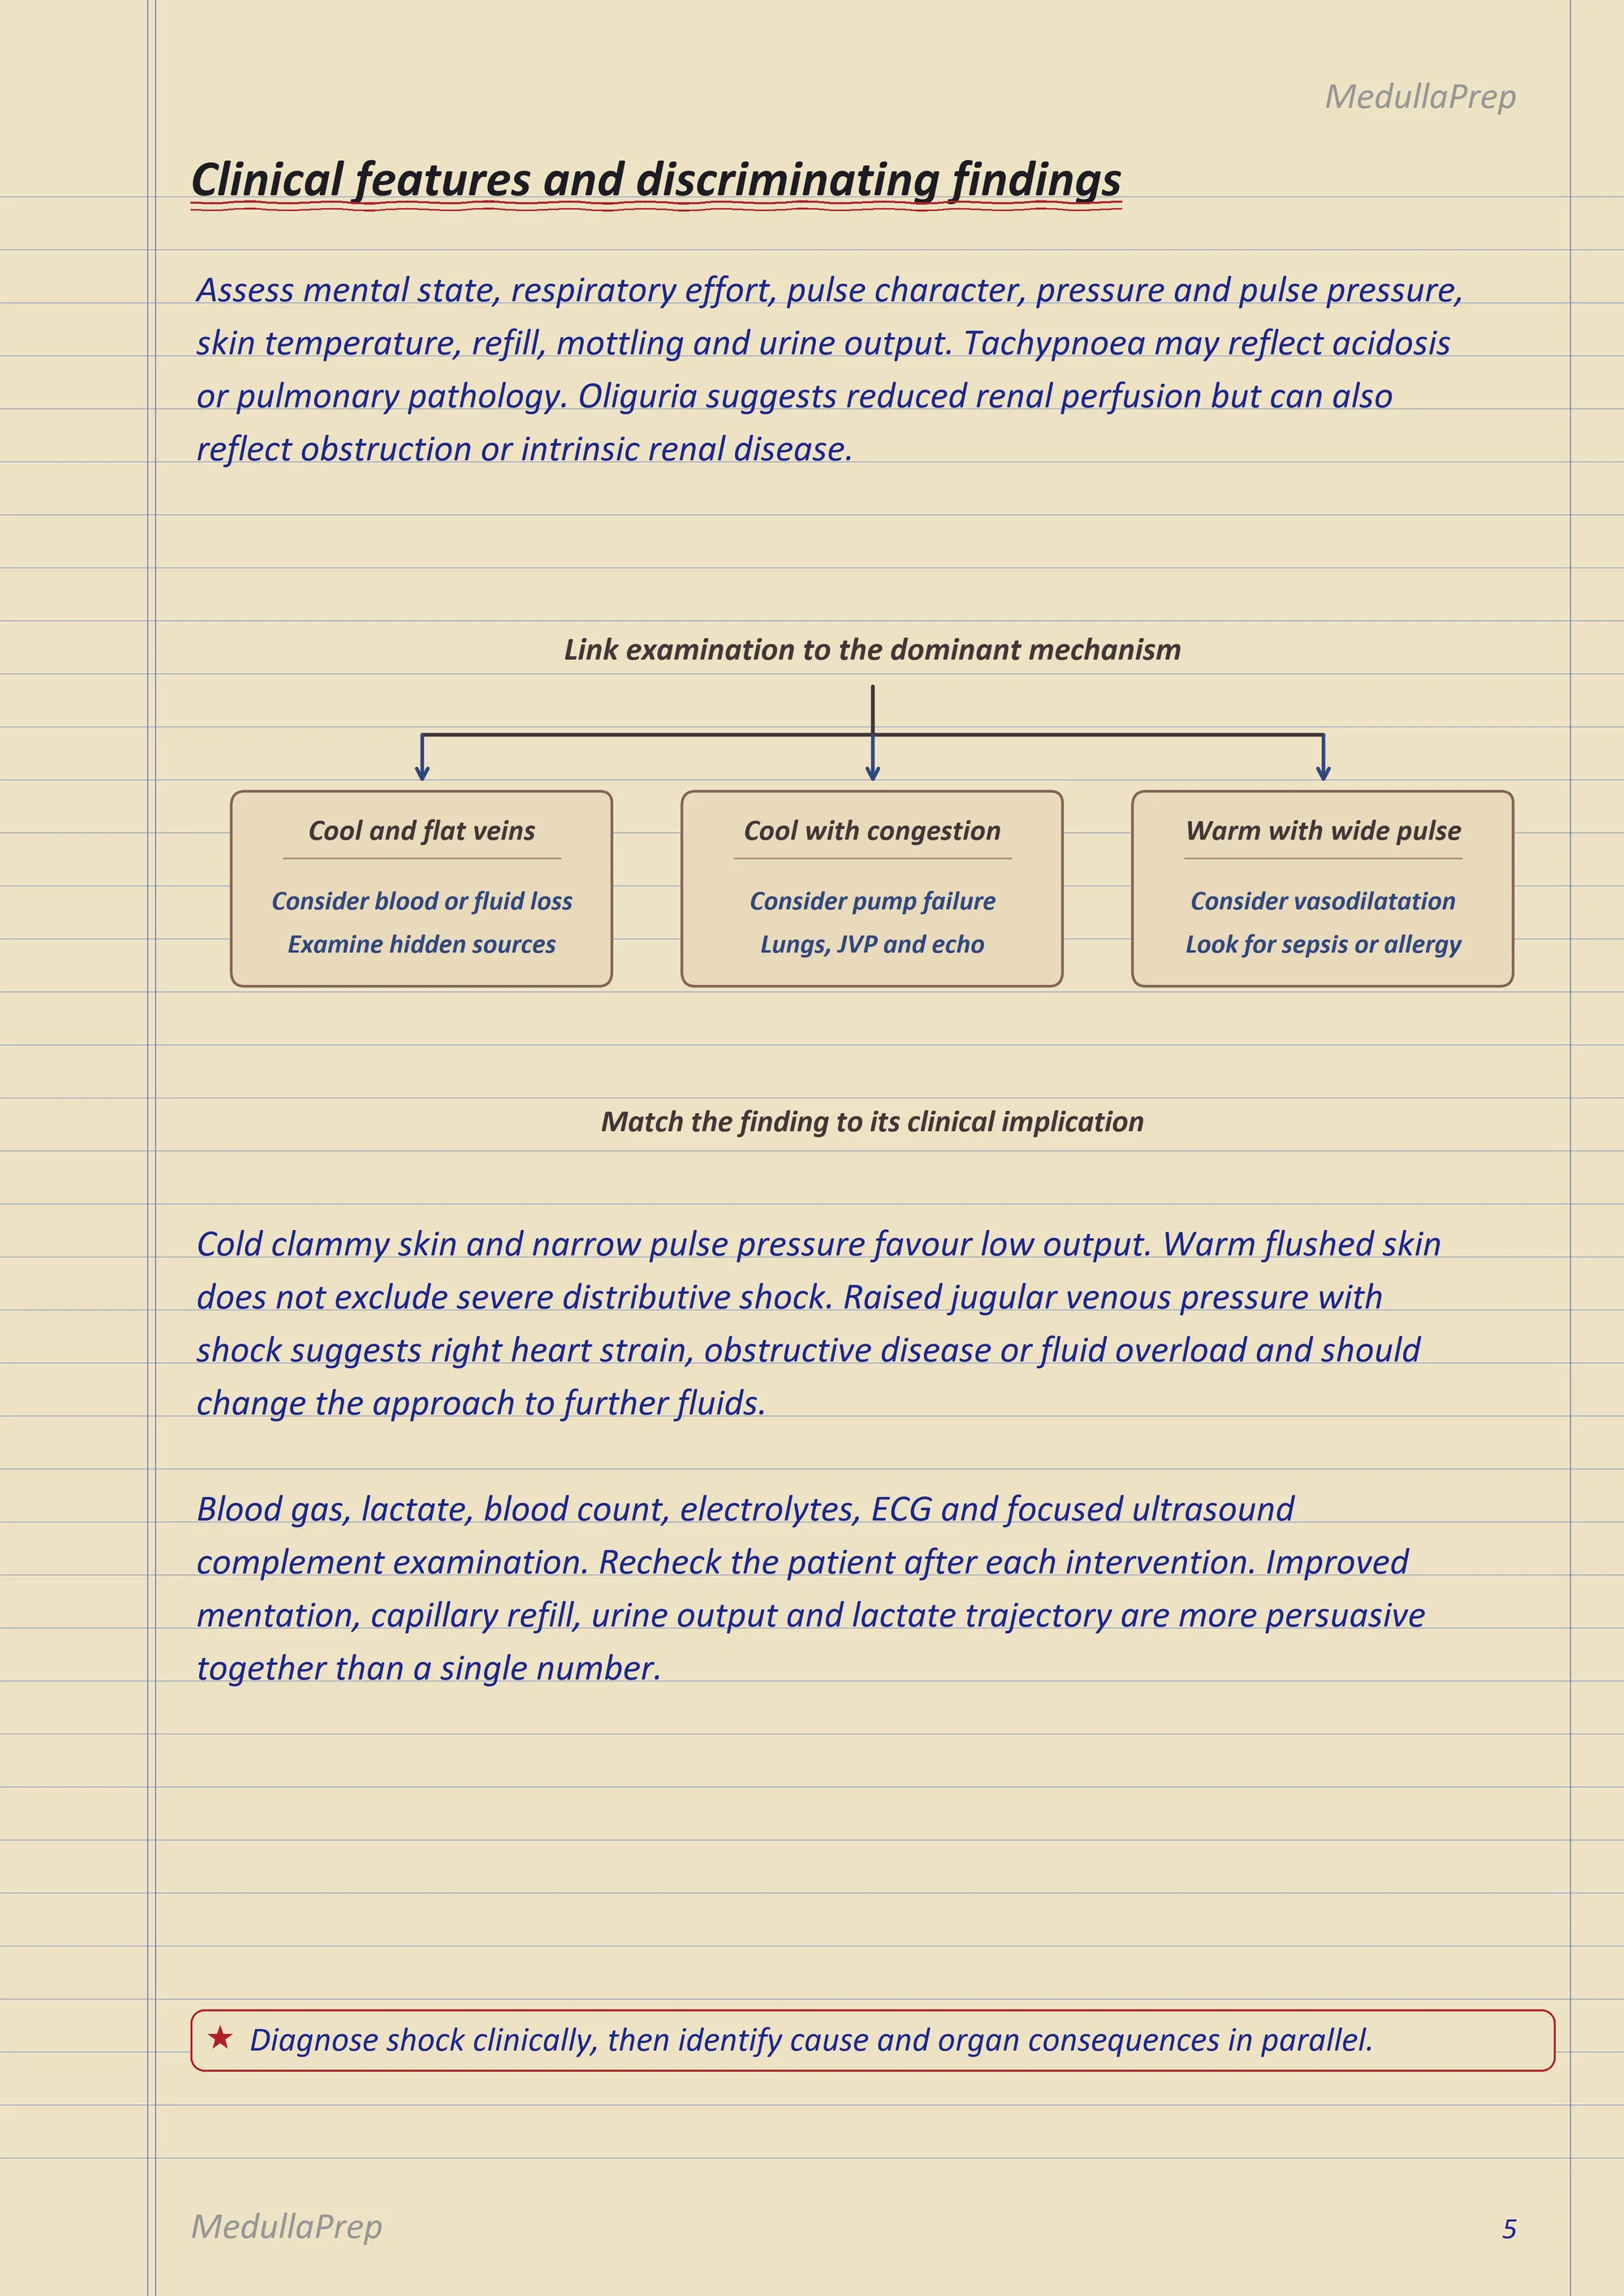 MedullaPrep
Clinical features and discriminating findings
Assess mental state, respiratory effort, pulse character, pressure and pulse pressure,
skin temperature, refill, mottling and urine output. Tachypnoea may reflect acidosis
or pulmonary pathology. Oliguria suggests reduced renal perfusion but can also
reflect obstruction or intrinsic renal disease.
Link examination to the dominant mechanism
Cool and flat veins
Consider blood or fluid loss
Examine hidden sources
Cool with congestion
Consider pump failure
Lungs, JVP and echo
Warm with wide pulse
Consider vasodilatation
Look for sepsis or allergy
Match the finding to its clinical implication
Cold clammy skin and narrow pulse pressure favour low output. Warm flushed skin
does not exclude severe distributive shock. Raised jugular venous pressure with
shock suggests right heart strain, obstructive disease or fluid overload and should
change the approach to further fluids.
Blood gas, lactate, blood count, electrolytes, ECG and focused ultrasound
complement examination. Recheck the patient after each intervention. Improved
mentation, capillary refill, urine output and lactate trajectory are more persuasive
together than a single number.
★ Diagnose shock clinically, then identify cause and organ consequences in parallel.
MedullaPrep
5